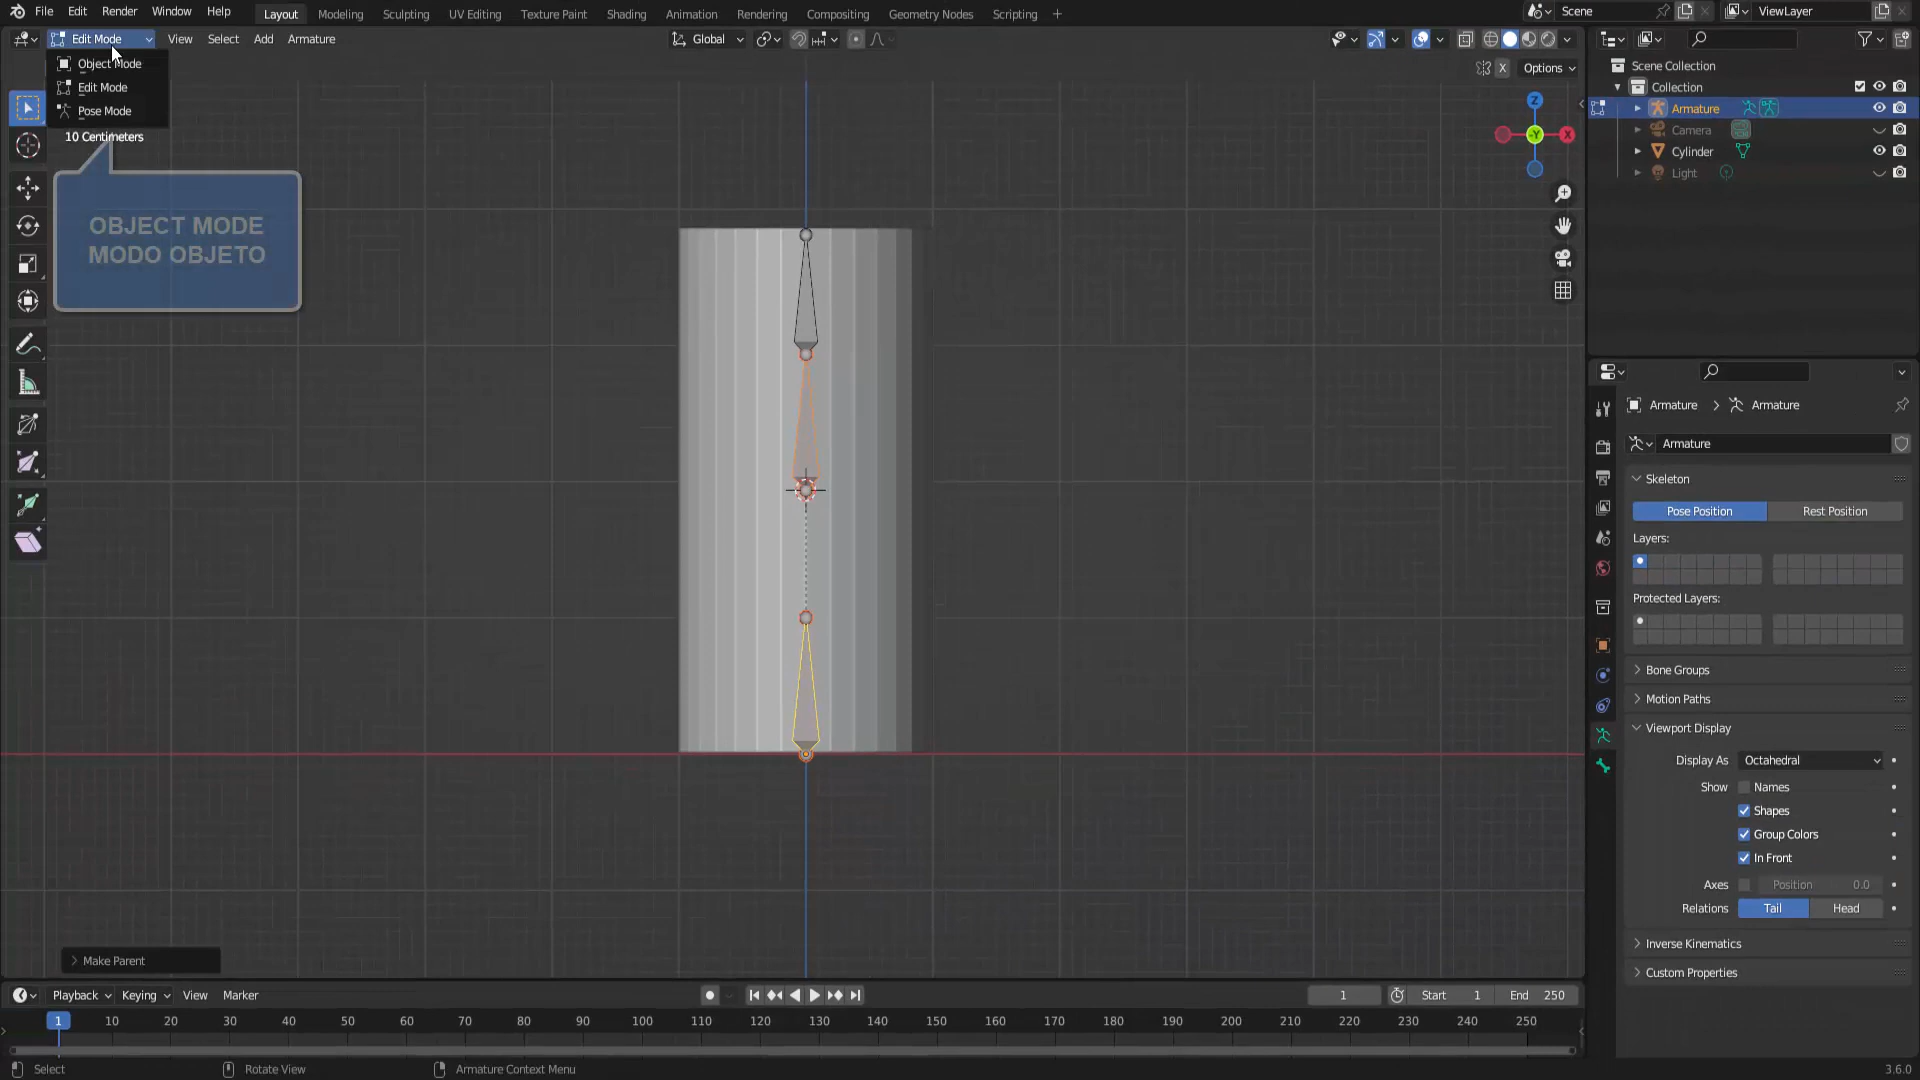 File Edit Render Window Help Layout Modeling Sculpting UV Editing Texture Paint Shading Animation Rendering Compositing Geometry Nodes Scripting + Scene ViewLayer
Edit Mode View Select Add Armature Global
X Options
Object Mode
Edit Mode
Pose Mode
10 Centimeters
OBJECT MODE
MODO OBJETO
Z
-Y
X
Scene Collection
Collection
Armature
Camera
Cylinder
Light
Armature > Armature
Armature
Skeleton
Pose Position Rest Position
Layers:
Protected Layers:
Bone Groups
Motion Paths
Viewport Display
Display As Octahedral
Show Names
Shapes
Group Colors
In Front
Axes Position 0.0
Relations Tail Head
Inverse Kinematics
Custom Properties
Make Parent
Playback Keying View Marker 1 Start 1 End 250
1 10 20 30 40 50 60 70 80 90 100 110 120 130 140 150 160 170 180 190 200 210 220 230 240 250
Select Rotate View Armature Context Menu 3.6.0